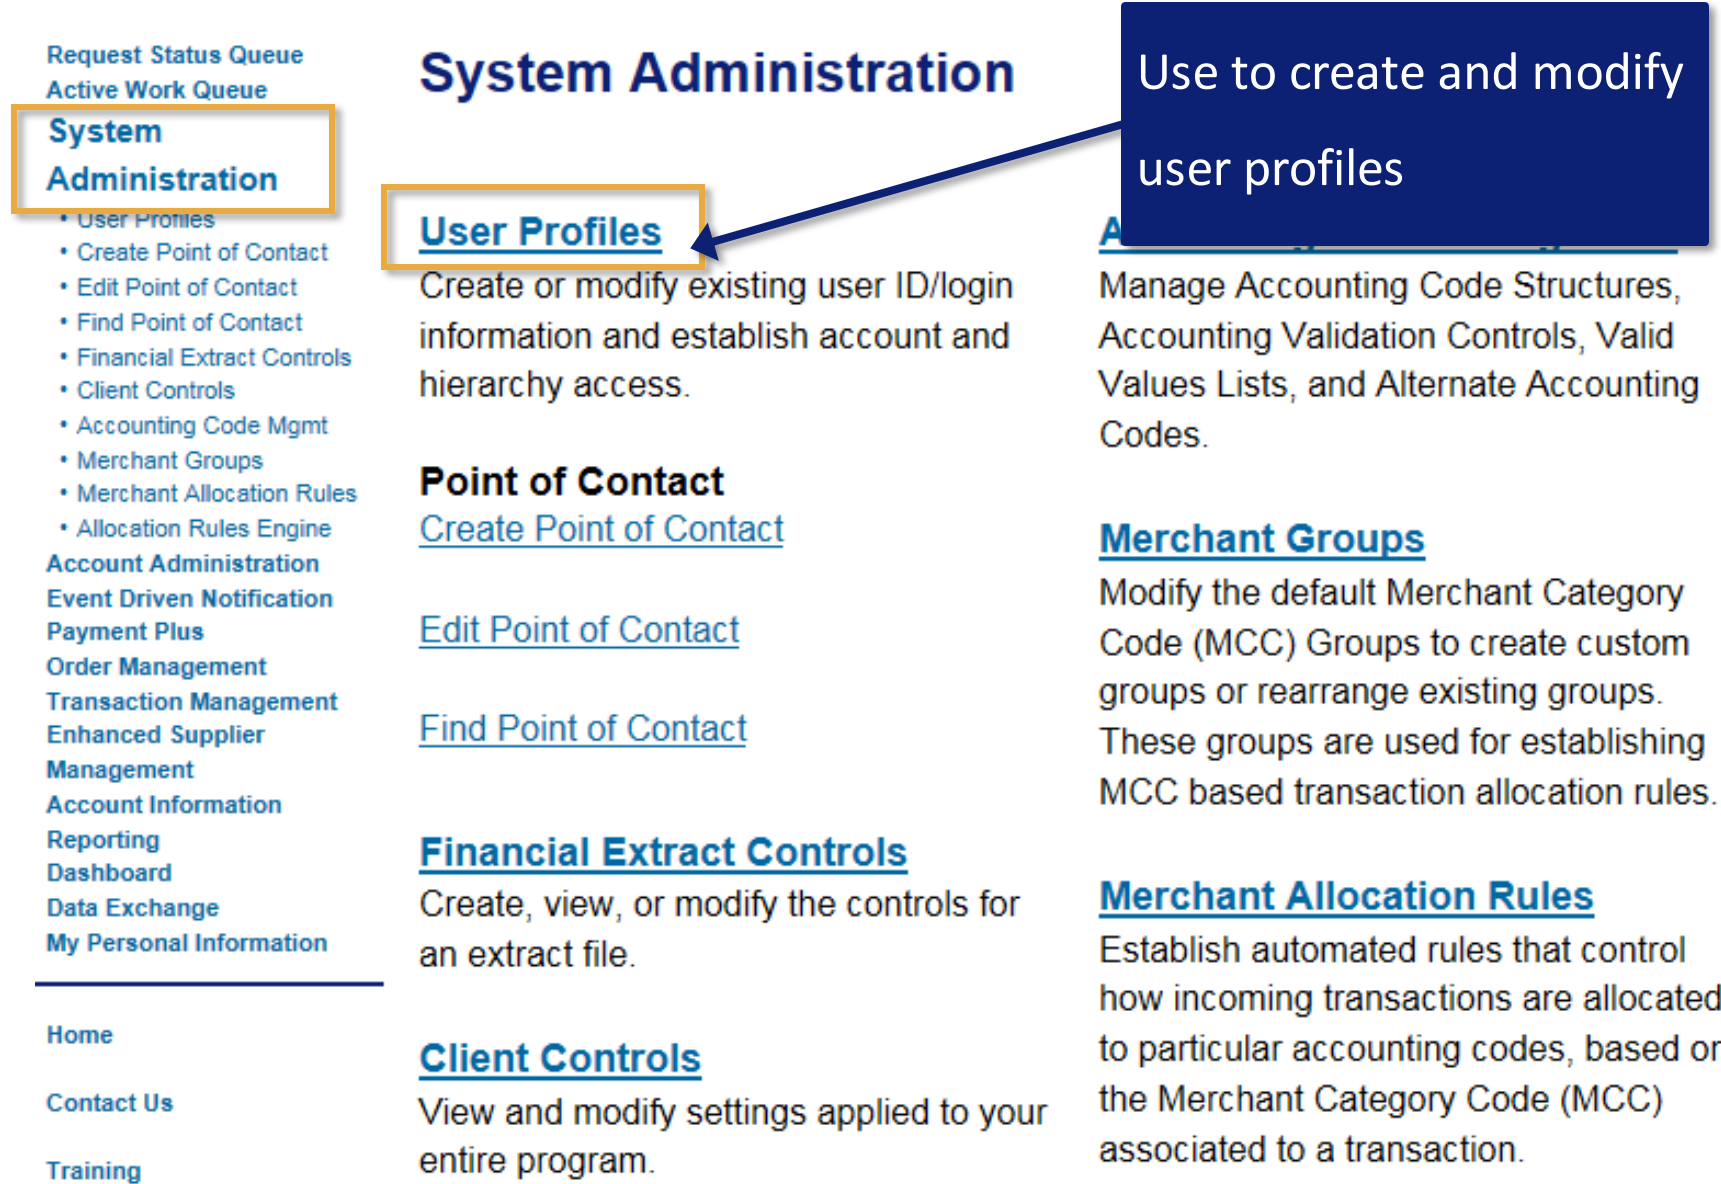 Request Status Queue
Active Work Queue
System
Administration
• User Profiles
• Create Point of Contact
• Edit Point of Contact
• Find Point of Contact
• Financial Extract Controls
• Client Controls
• Accounting Code Mgmt
• Merchant Groups
• Merchant Allocation Rules
• Allocation Rules Engine
Account Administration
Event Driven Notification
Payment Plus
Order Management
Transaction Management
Enhanced Supplier
Management
Account Information
Reporting
Dashboard
Data Exchange
My Personal Information
Home
Contact Us
Training
System Administration
Use to create and modify
user profiles
User Profiles
Create or modify existing user ID/login
information and establish account and
hierarchy access.
Point of Contact
Create Point of Contact
Edit Point of Contact
Find Point of Contact
Financial Extract Controls
Create, view, or modify the controls for
an extract file.
Client Controls
View and modify settings applied to your
entire program.
Manage Accounting Code Structures,
Accounting Validation Controls, Valid
Values Lists, and Alternate Accounting
Codes.
Merchant Groups
Modify the default Merchant Category
Code (MCC) Groups to create custom
groups or rearrange existing groups.
These groups are used for establishing
MCC based transaction allocation rules.
Merchant Allocation Rules
Establish automated rules that control
how incoming transactions are allocated
to particular accounting codes, based on
the Merchant Category Code (MCC)
associated to a transaction.